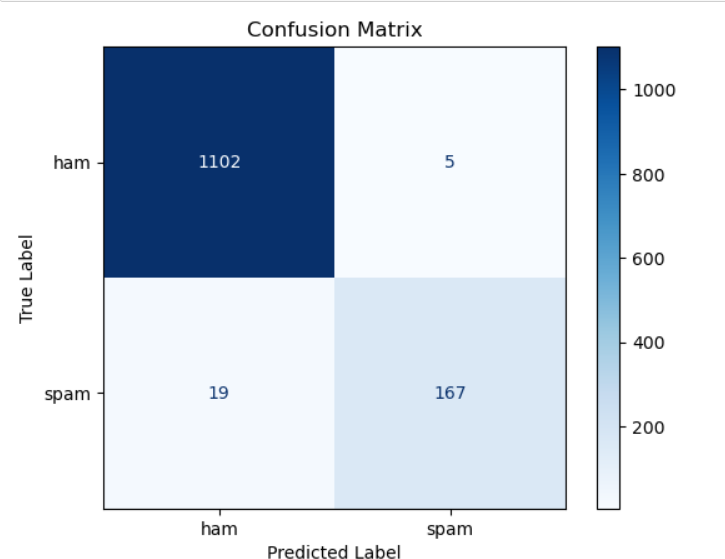 Confusion Matrix
True Label
ham
1102
5
spam
19
167
ham
spam
Predicted Label
1000
800
600
400
200